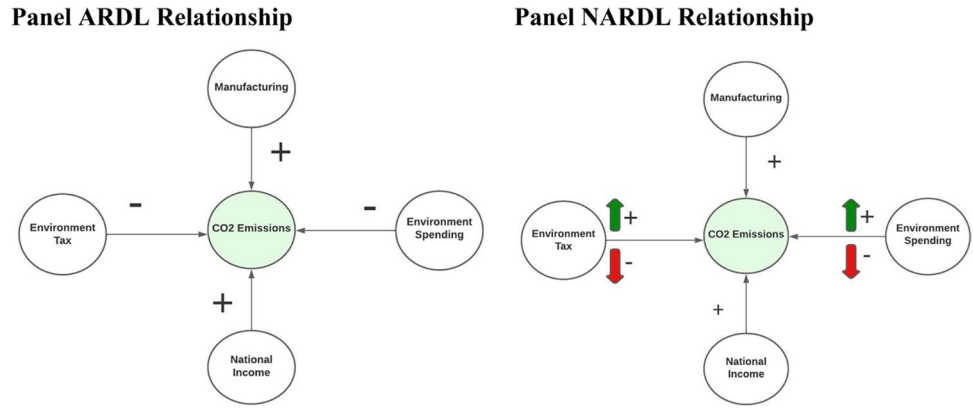 Panel ARDL Relationship
Manufacturing
+
-
-
Environment
Tax
CO2 Emissions
Environment
Spending
+
National
Income
Panel NARDL Relationship
Manufacturing
+
+
+
Environment
Tax
CO2 Emissions
Environment
Spending
-
-
+
National
Income